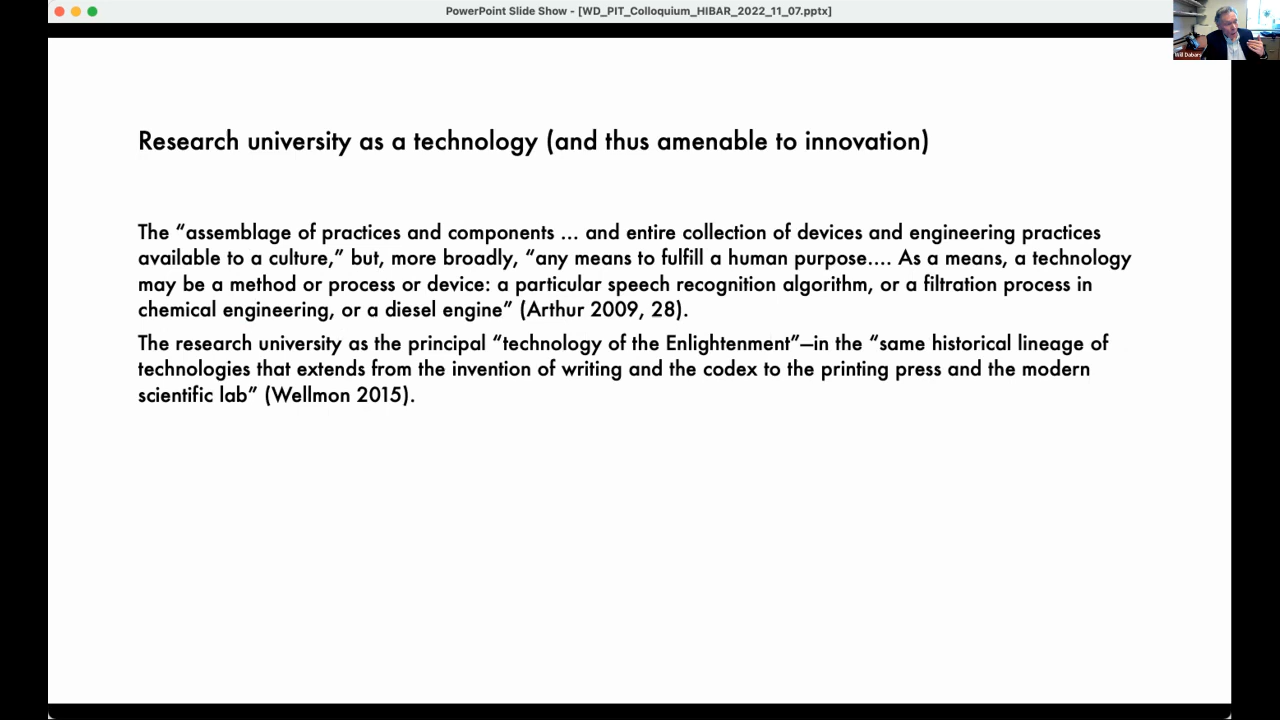 PowerPoint Slide Show - [WD_PIT_Colloquium_HIBAR_2022_11_07.pptx]
Research university as a technology (and thus amenable to innovation)
The “assemblage of practices and components ... and entire collection of devices and engineering practices
available to a culture,” but, more broadly, “any means to fulfill a human purpose.... As a means, a technology
may be a method or process or device: a particular speech recognition algorithm, or a filtration process in
chemical engineering, or a diesel engine” (Arthur 2009, 28).
The research university as the principal “technology of the Enlightenment”—in the “same historical lineage of
technologies that extends from the invention of writing and the codex to the printing press and the modern
scientific lab” (Wellmon 2015).